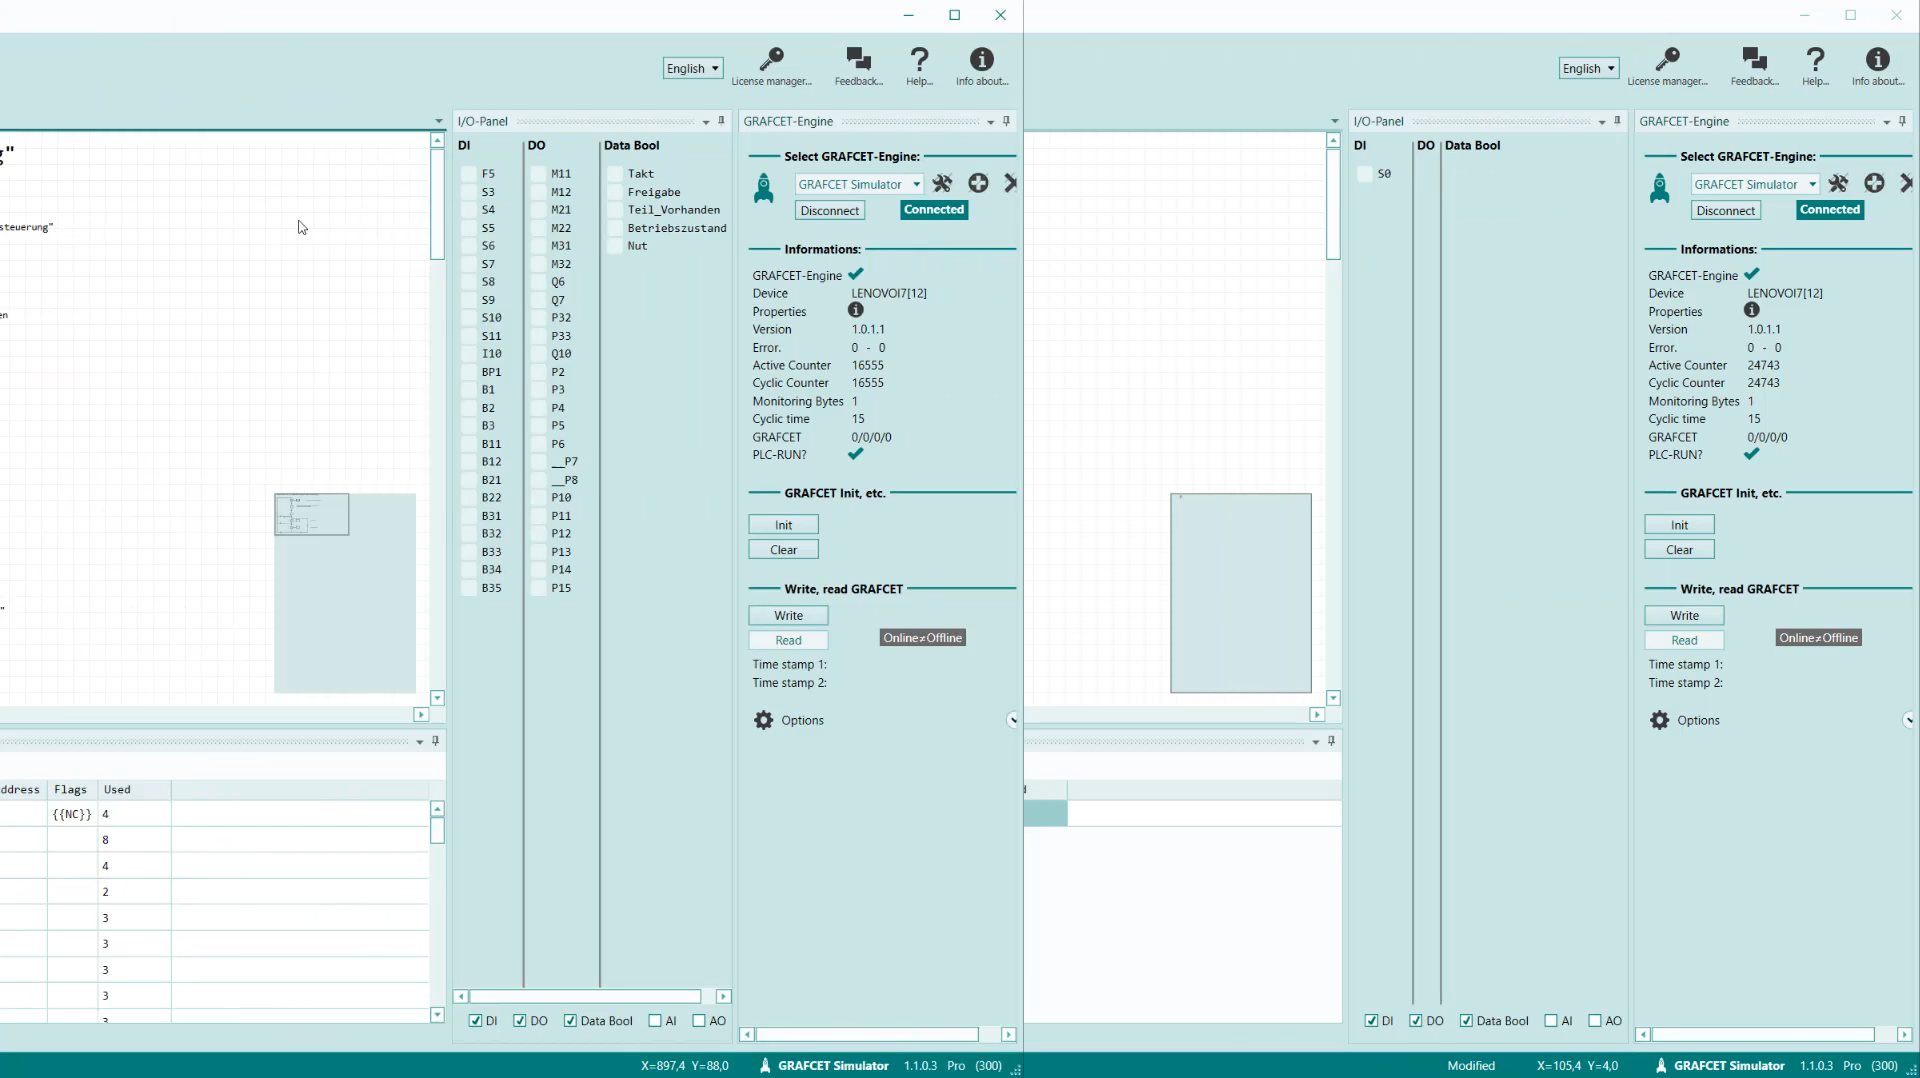 English
License manager...
Feedback...
Help...
Info about...
g"
steuerung"
en
"
I/O-Panel
DI
DO
Data Bool
F5
S3
S4
S5
S6
S7
S8
S9
S10
S11
I10
BP1
B1
B2
B3
B11
B12
B21
B22
B31
B32
B33
B34
B35
M11
M12
M21
M22
M31
M32
Q6
Q7
P32
P33
Q10
P2
P3
P4
P5
P6
__P7
__P8
P10
P11
P12
P13
P14
P15
Takt
Freigabe
Teil_Vorhanden
Betriebszustand
Nut
DI DO Data Bool AI AO
GRAFCET-Engine
Select GRAFCET-Engine:
GRAFCET Simulator
Disconnect Connected
Informations:
GRAFCET-Engine
Device LENOVOI7[12]
Properties
Version 1.0.1.1
Error. 0 - 0
Active Counter 16555
Cyclic Counter 16555
Monitoring Bytes 1
Cyclic time 15
GRAFCET 0/0/0/0
PLC-RUN?
GRAFCET Init, etc.
Init
Clear
Write, read GRAFCET
Write
Read Online≠Offline
Time stamp 1:
Time stamp 2:
Options
ddress Flags Used
{{NC}} 4
8
4
2
3
3
3
3
3
X=897,4 Y=88,0 GRAFCET Simulator 1.1.0.3 Pro (300)
English
License manager...
Feedback...
Help...
Info about...
I/O-Panel
DI
DO
Data Bool
S0
DI DO Data Bool AI AO
GRAFCET-Engine
Select GRAFCET-Engine:
GRAFCET Simulator
Disconnect Connected
Informations:
GRAFCET-Engine
Device LENOVOI7[12]
Properties
Version 1.0.1.1
Error. 0 - 0
Active Counter 24743
Cyclic Counter 24743
Monitoring Bytes 1
Cyclic time 15
GRAFCET 0/0/0/0
PLC-RUN?
GRAFCET Init, etc.
Init
Clear
Write, read GRAFCET
Write
Read Online≠Offline
Time stamp 1:
Time stamp 2:
Options
d
Modified X=105,4 Y=4,0 GRAFCET Simulator 1.1.0.3 Pro (300)